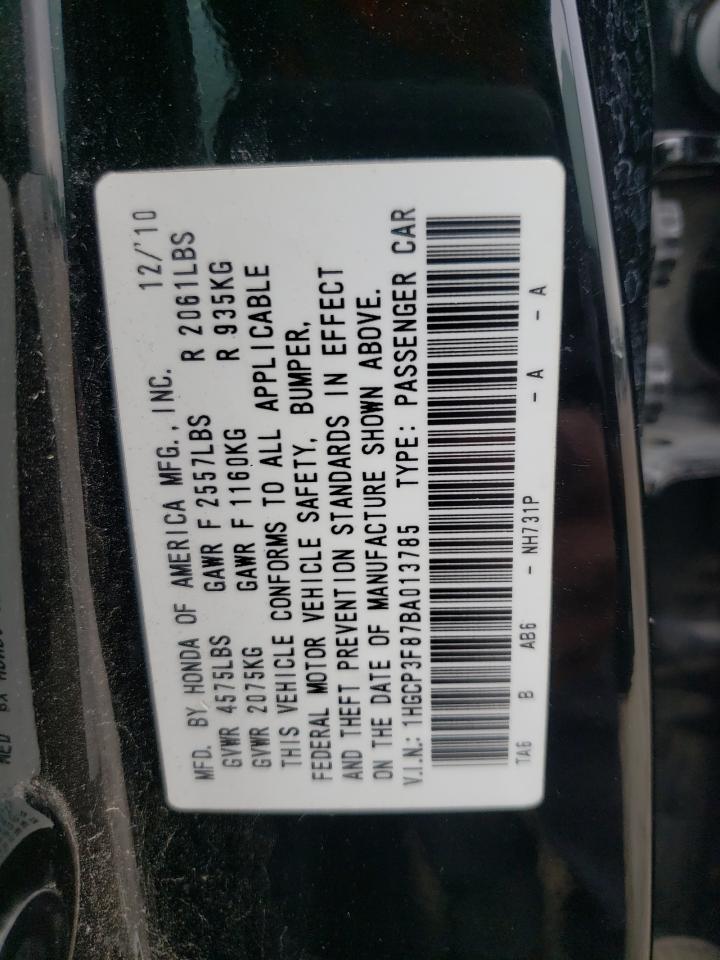 MFD. BY HONDA OF AMERICA MFG., INC. 12/'10
GVWR 4575LBS GAWR F 2557LBS R 2061LBS
GVWR 2075KG GAWR F 1160KG R 935KG
THIS VEHICLE CONFORMS TO ALL APPLICABLE
FEDERAL MOTOR VEHICLE SAFETY, BUMPER,
AND THEFT PREVENTION STANDARDS IN EFFECT
ON THE DATE OF MANUFACTURE SHOWN ABOVE.
V.I.N.: 1HGCP3F87BA013785 TYPE: PASSENGER CAR
TA6 B AB6 - NH731P - A - A